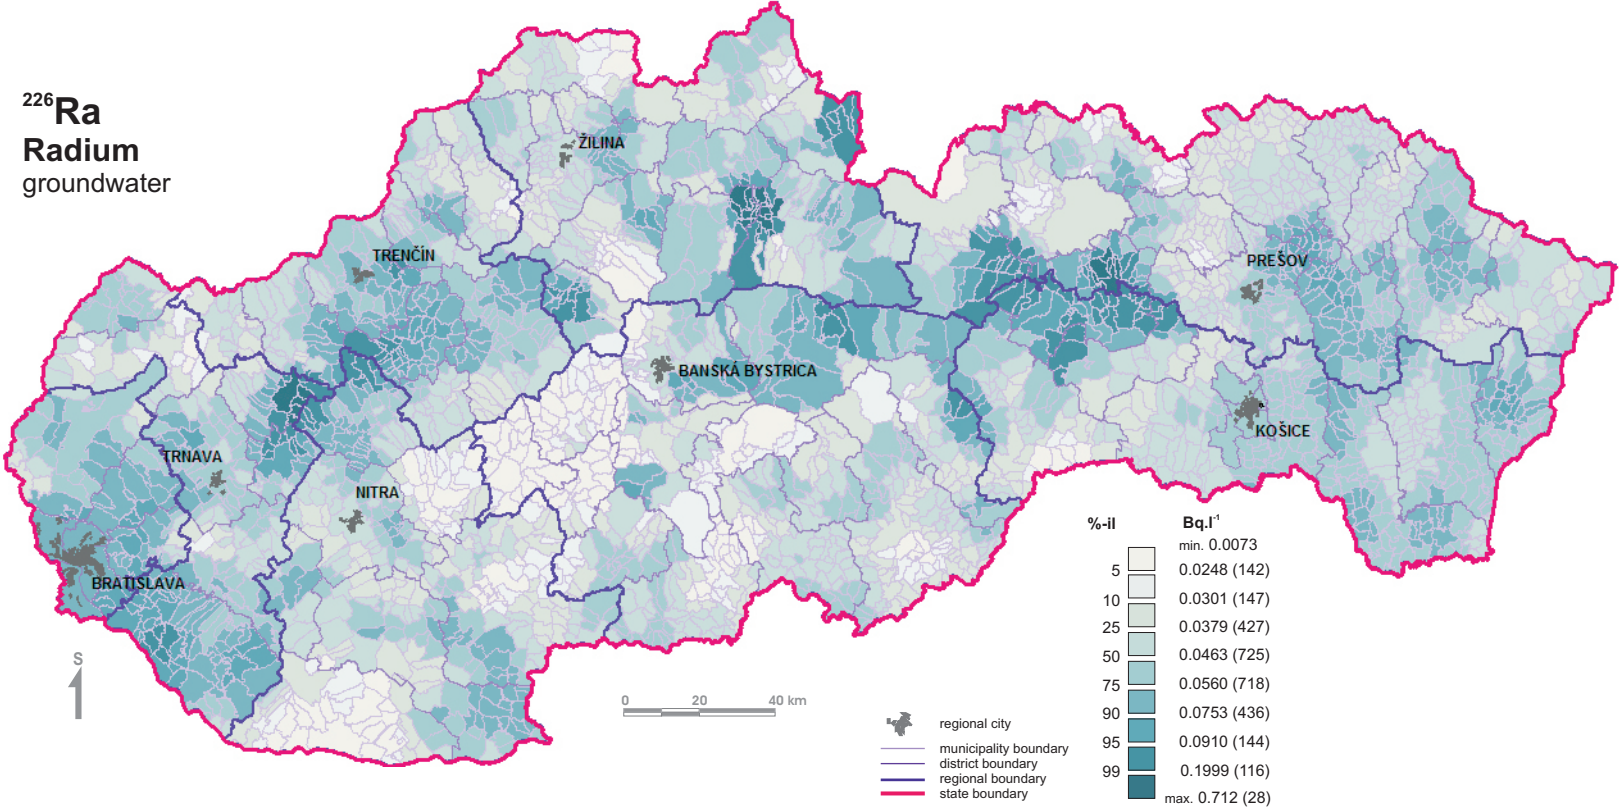 ²²⁶Ra
Radium
groundwater
ŽILINA
TRENČÍN
PREŠOV
BANSKÁ BYSTRICA
KOŠICE
TRNAVA
NITRA
BRATISLAVA
S
0 20 40 km
regional city
municipality boundary
district boundary
regional boundary
state boundary
%-il Bq.l⁻¹
min. 0.0073
5 0.0248 (142)
10 0.0301 (147)
25 0.0379 (427)
50 0.0463 (725)
75 0.0560 (718)
90 0.0753 (436)
95 0.0910 (144)
99 0.1999 (116)
max. 0.712 (28)